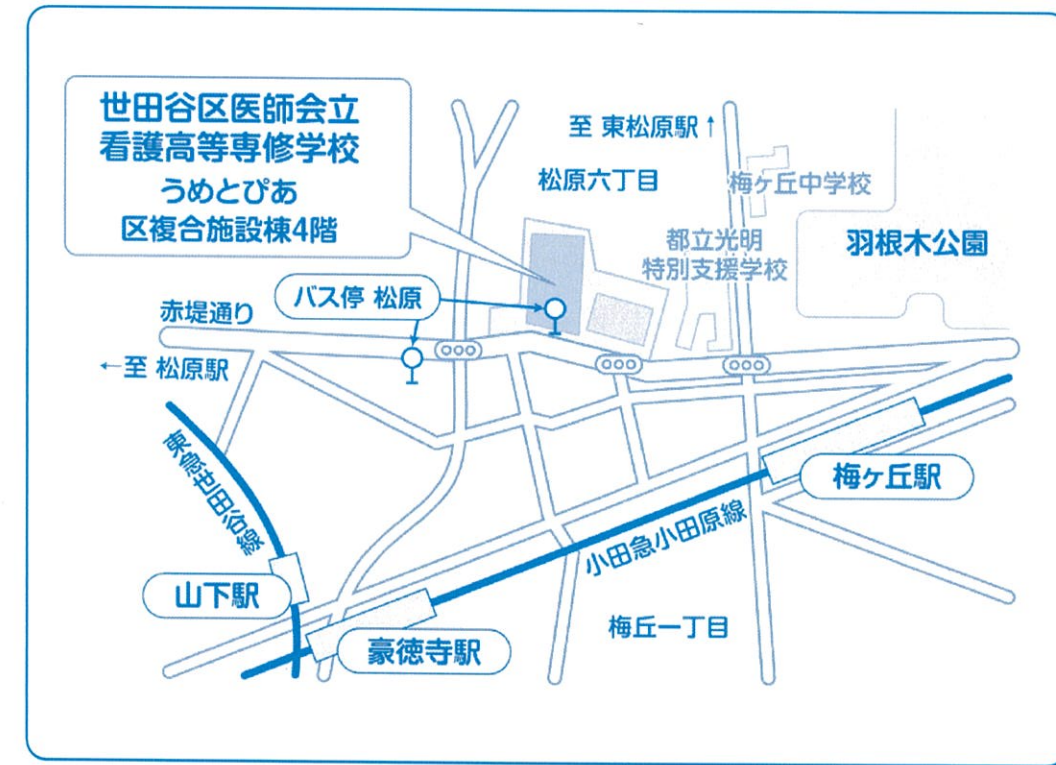 世田谷区医師会立
看護高等専修学校
うめとぴあ
区複合施設棟4階
至 東松原駅↑
松原六丁目
梅ヶ丘中学校
都立光明
特別支援学校
羽根木公園
バス停 松原
赤堤通り
←至 松原駅
東急世田谷線
梅ヶ丘駅
小田急小田原線
山下駅
豪徳寺駅
梅丘一丁目